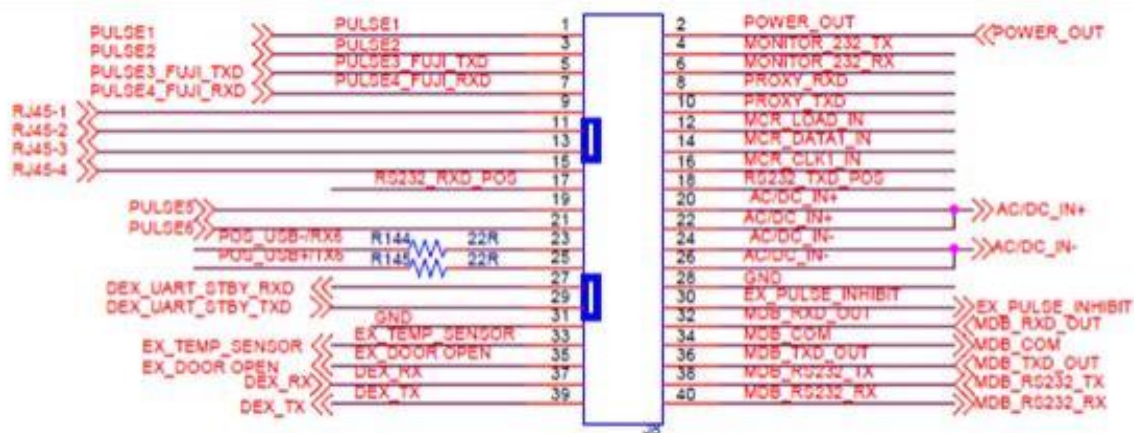 PULSE1 PULSE1 1 2 POWER_OUT POWER_OUT
PULSE2 PULSE2 3 4 MONITOR_232_TX
PULSE3_FUJI_TXD PULSE3_FUJI_TXD 5 6 MONITOR_232_RX
PULSE4_FUJI_RXD PULSE4_FUJI_RXD 7 8 PROXY_RXD
RJ45-1 9 10 PROXY_TXD
RJ45-2 11 12 MCR_LOAD_IN
RJ45-3 13 14 MCR_DATA1_IN
RJ45-4 15 16 MCR_CLK1_IN
RS232_RXD_POS 17 18 RS232_TXD_POS
PULSE5 19 20 AC/DC_IN+ AC/DC_IN+
PULSE6 21 22 AC/DC_IN+
POS_USB-/RX6 R144 22R 23 24 AC/DC_IN- AC/DC_IN-
POS_USB+/TX6 R145 22R 25 26 AC/DC_IN-
DEX_UART_STBY_RXD 27 28 GND
DEX_UART_STBY_TXD 29 30 EX_PULSE_INHIBIT EX_PULSE_INHIBIT
GND 31 32 MDB_RXD_OUT MDB_RXD_OUT
EX_TEMP_SENSOR EX_TEMP_SENSOR 33 34 MDB_COM MDB_COM
EX_DOOR OPEN EX_DOOR OPEN 35 36 MDB_TXD_OUT MDB_TXD_OUT
DEX_RX DEX_RX 37 38 MDB_RS232_TX MDB_RS232_TX
DEX_TX DEX_TX 39 40 MDB_RS232_RX MDB_RS232_RX